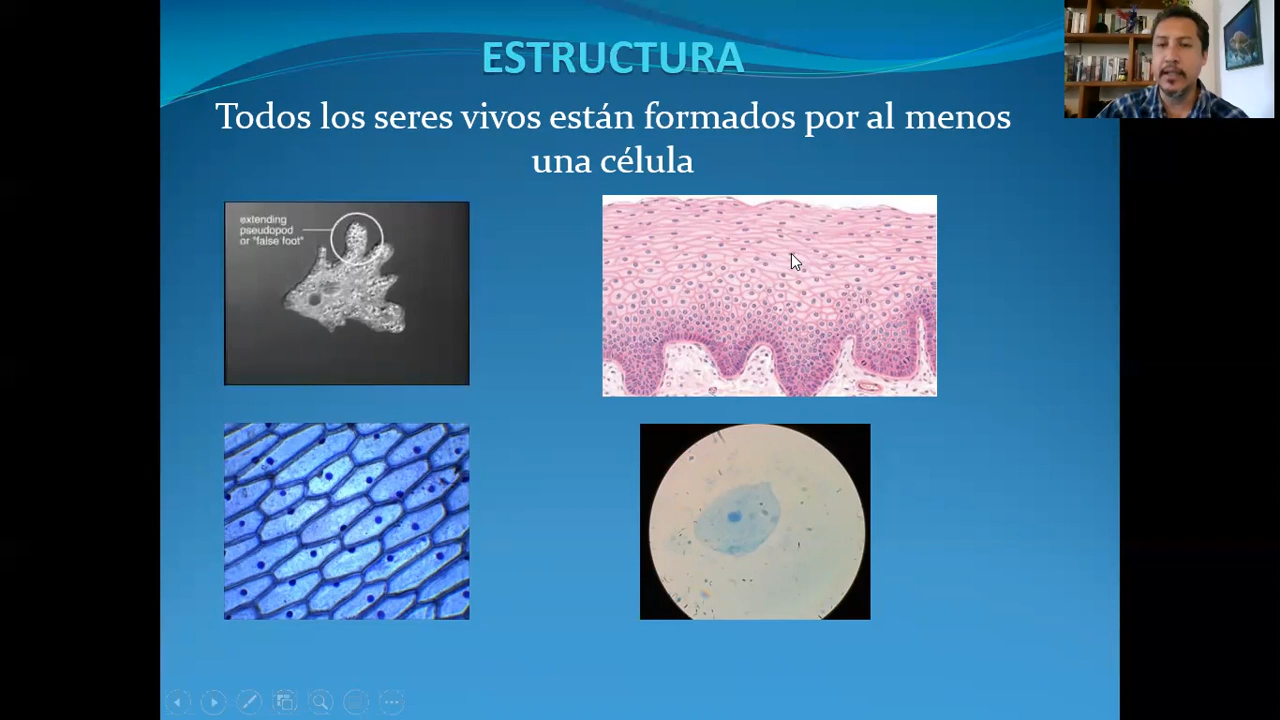 ESTRUCTURA
Todos los seres vivos están formados por al menos
una célula
extending
pseudopod
or "false foot"